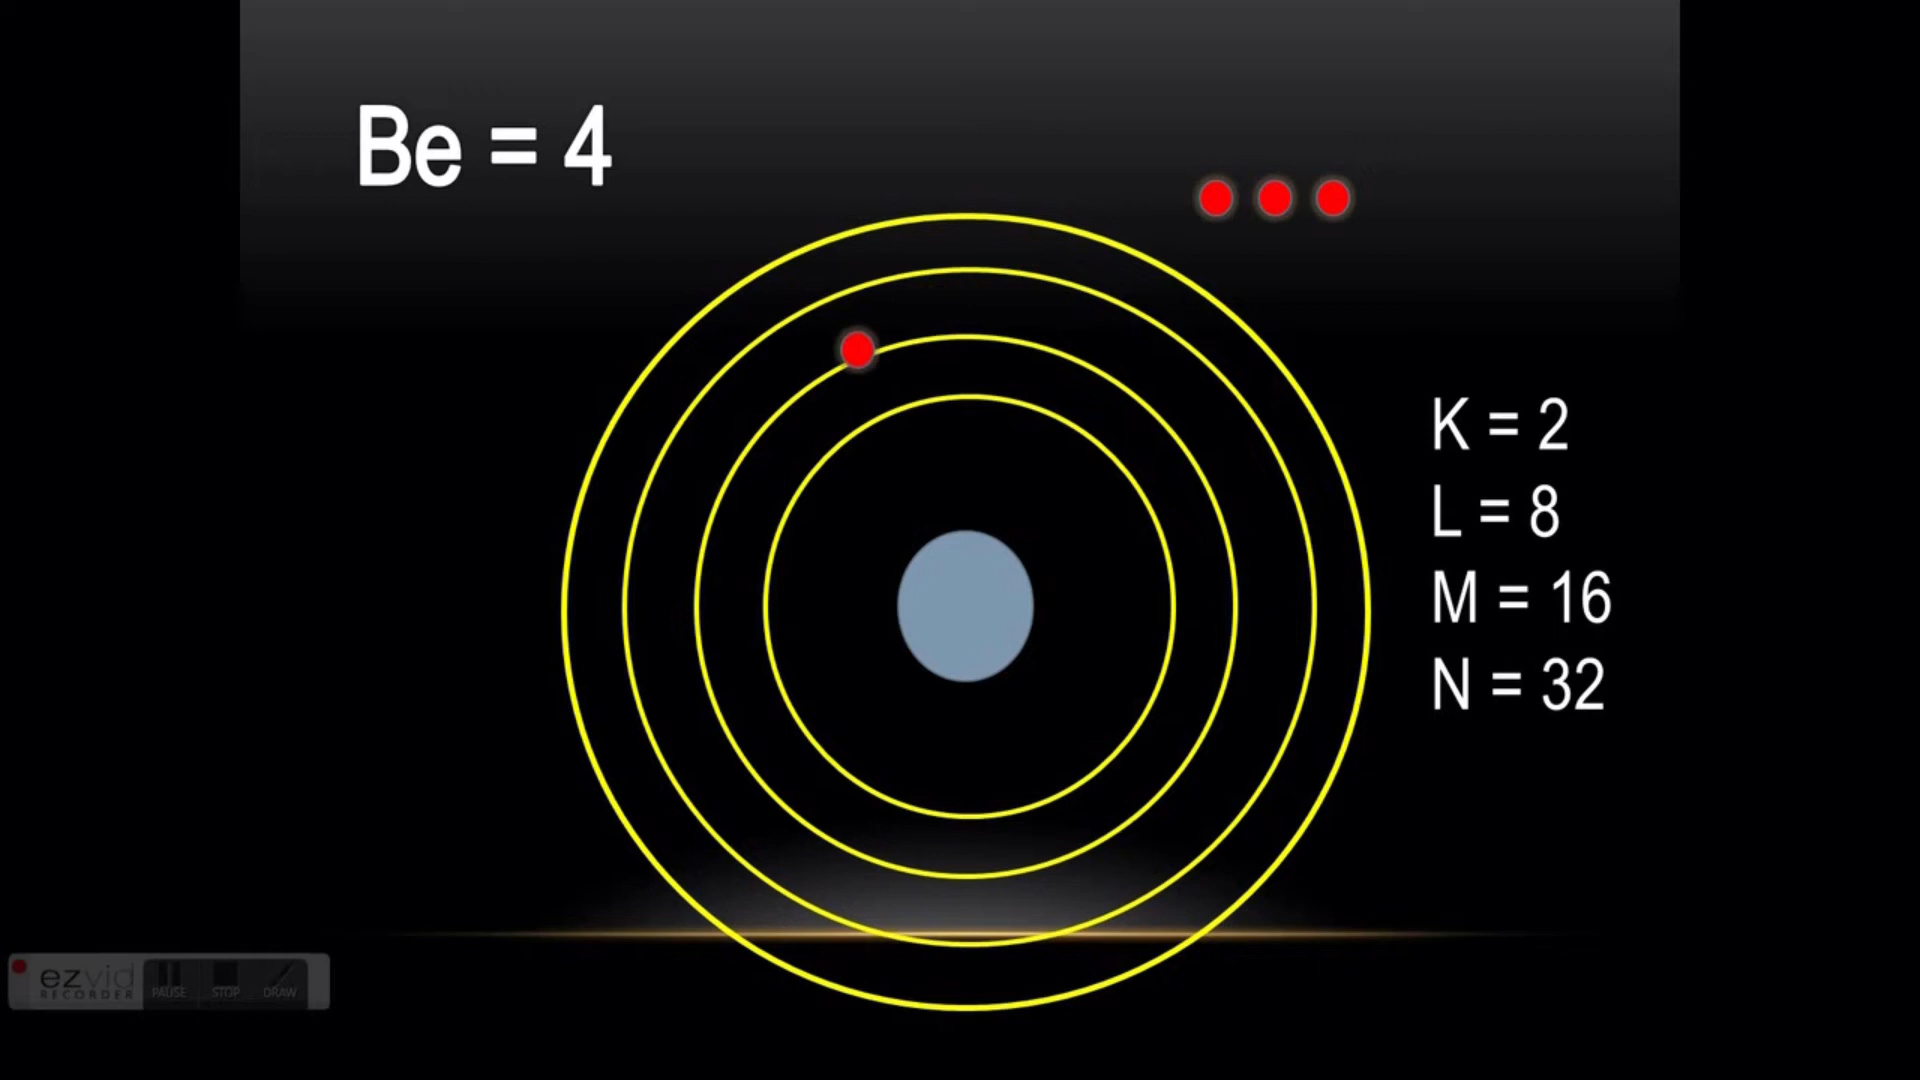 Be = 4
K = 2
L = 8
M = 16
N = 32
ezvid
RECORDER
PAUSE STOP DRAW